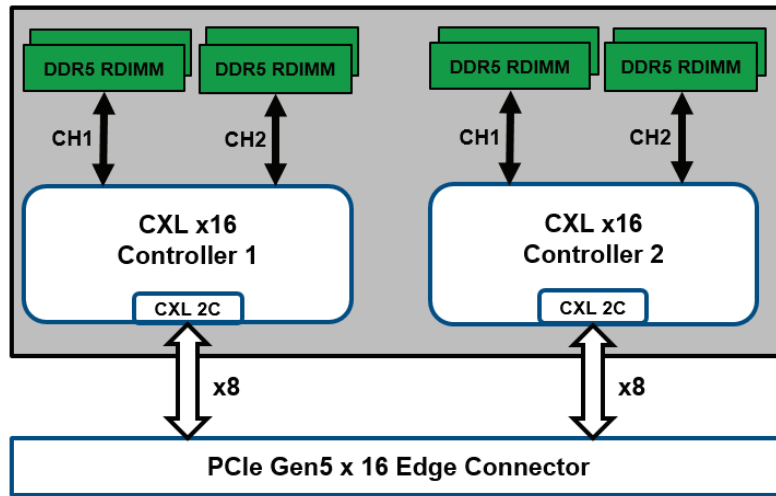 DDR5 RDIMM
DDR5 RDIMM
DDR5 RDIMM
DDR5 RDIMM
CH1
CH2
CH1
CH2
CXL x16
Controller 1
CXL x16
Controller 2
CXL 2C
CXL 2C
x8
x8
PCIe Gen5 x 16 Edge Connector